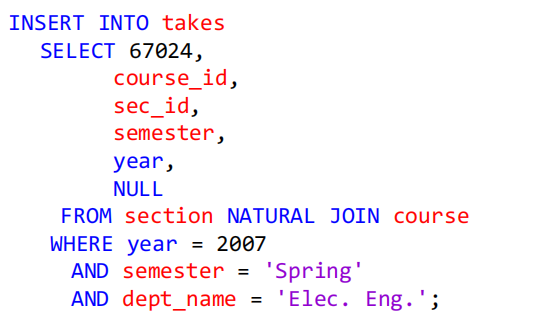 INSERT INTO takes
SELECT 67024,
course_id,
sec_id,
semester,
year,
NULL
FROM section NATURAL JOIN course
WHERE year = 2007
AND semester = 'Spring'
AND dept_name = 'Elec. Eng.';